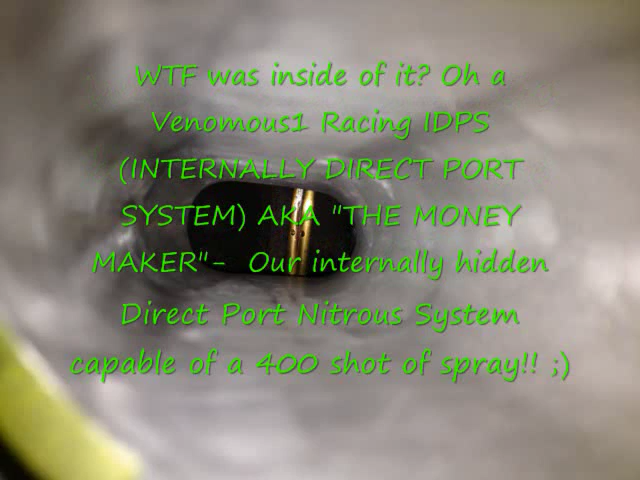 WTF was inside of it? Oh a
Venomous1 Racing IDPS
(INTERNALLY DIRECT PORT
SYSTEM) AKA "THE MONEY
MAKER"- Our internally hidden
Direct Port Nitrous System
capable of a 400 shot of spray!! ;)